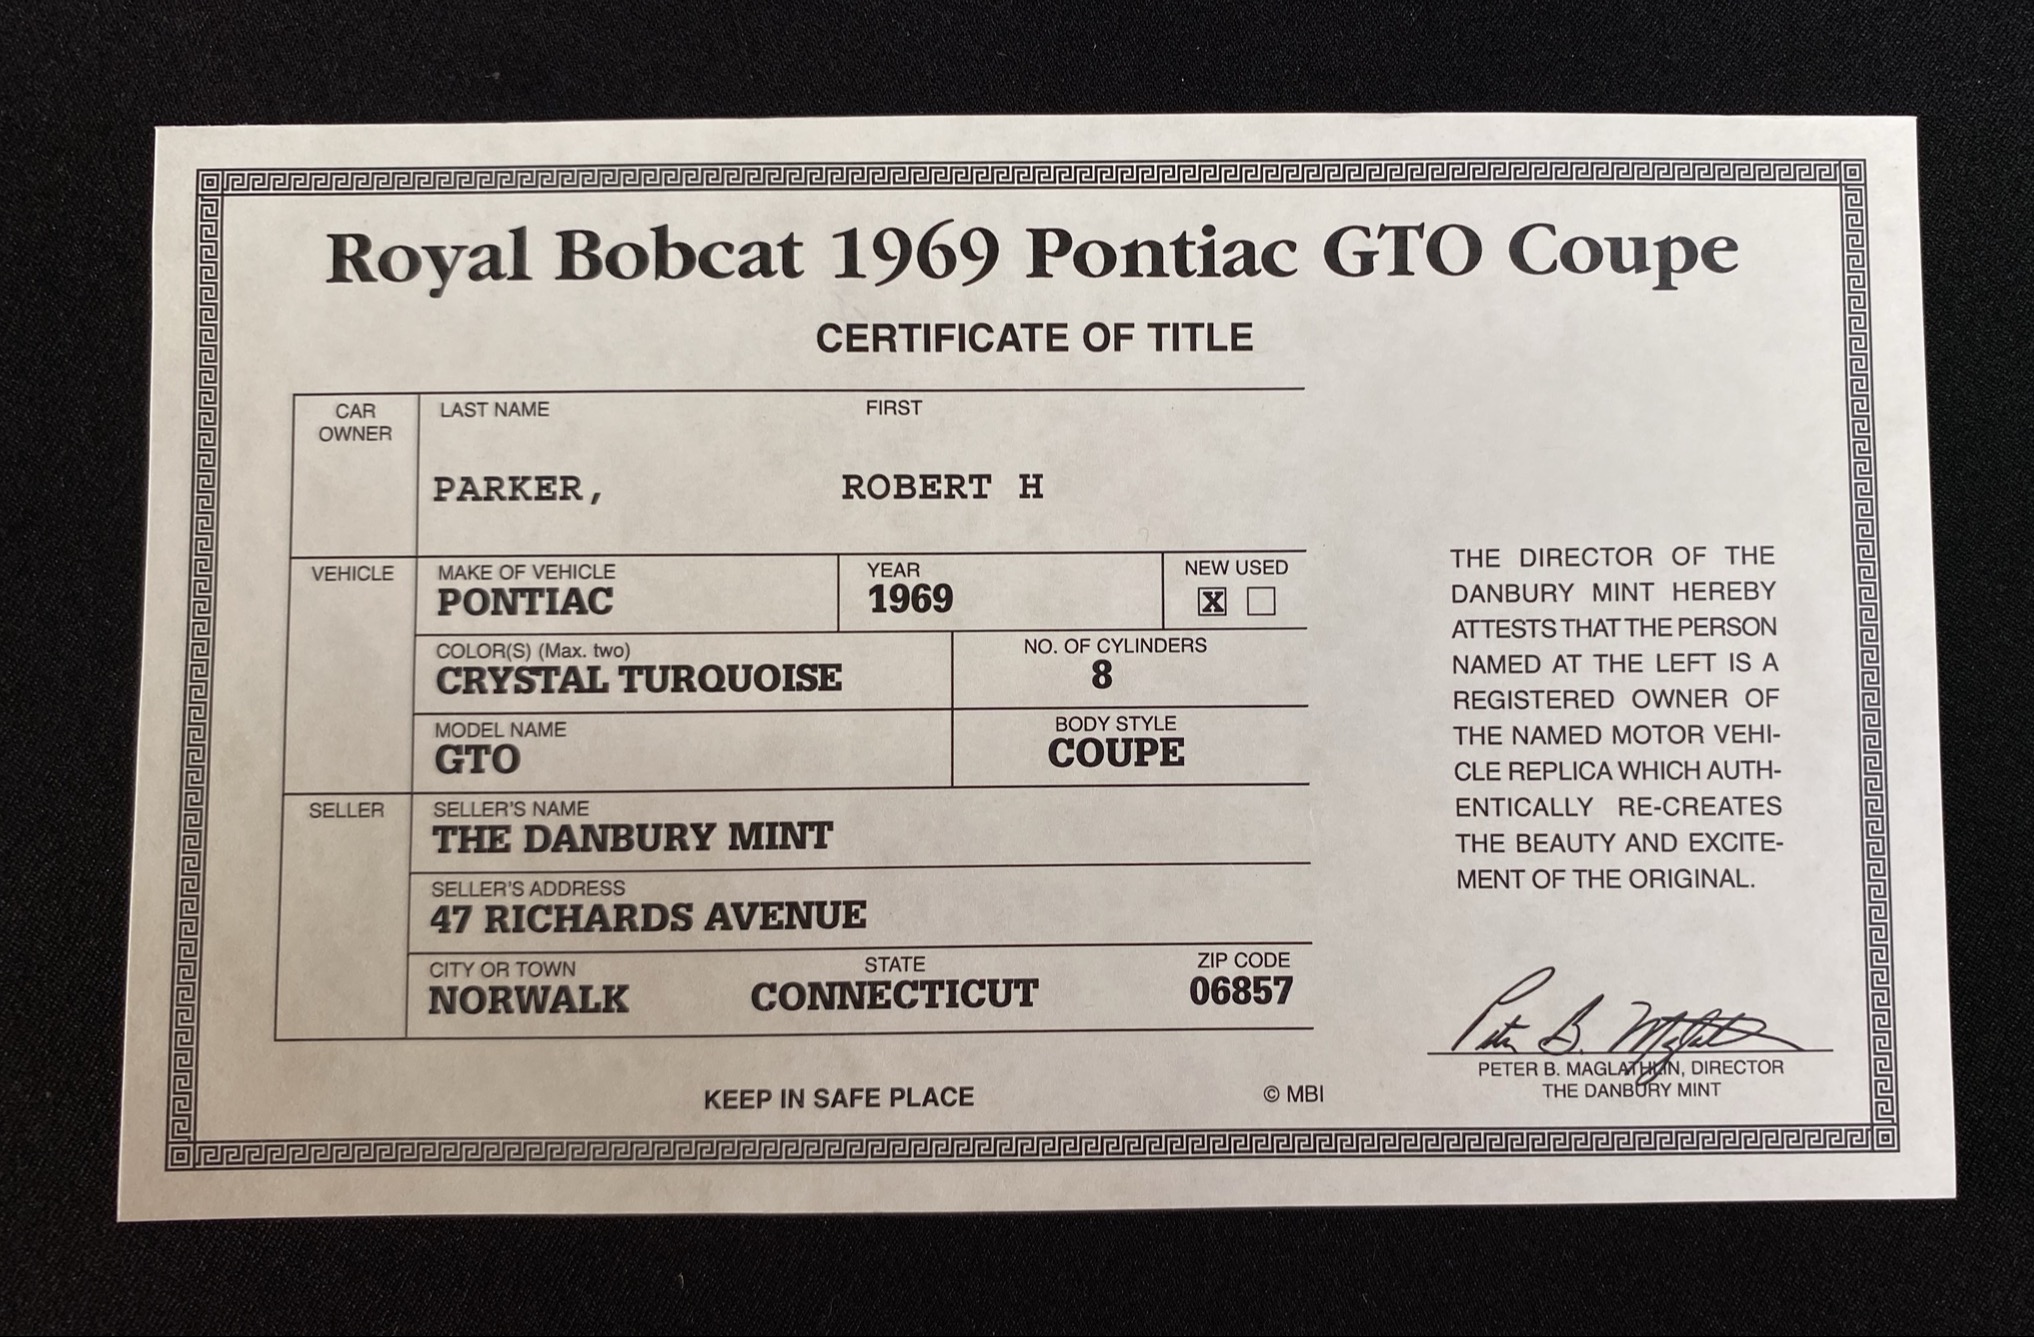 Royal Bobcat 1969 Pontiac GTO Coupe
CERTIFICATE OF TITLE
CAR
OWNER
LAST NAME FIRST
PARKER, ROBERT H
VEHICLE
MAKE OF VEHICLE YEAR NEW USED
PONTIAC 1969 X
COLOR(S) (Max. two) NO. OF CYLINDERS
CRYSTAL TURQUOISE 8
MODEL NAME BODY STYLE
GTO COUPE
SELLER
SELLER'S NAME
THE DANBURY MINT
SELLER'S ADDRESS
47 RICHARDS AVENUE
CITY OR TOWN STATE ZIP CODE
NORWALK CONNECTICUT 06857
THE DIRECTOR OF THE
DANBURY MINT HEREBY
ATTESTS THAT THE PERSON
NAMED AT THE LEFT IS A
REGISTERED OWNER OF
THE NAMED MOTOR VEHI-
CLE REPLICA WHICH AUTH-
ENTICALLY RE-CREATES
THE BEAUTY AND EXCITE-
MENT OF THE ORIGINAL.
Peter B. Maglathlin
PETER B. MAGLATHLIN, DIRECTOR
THE DANBURY MINT
KEEP IN SAFE PLACE © MBI